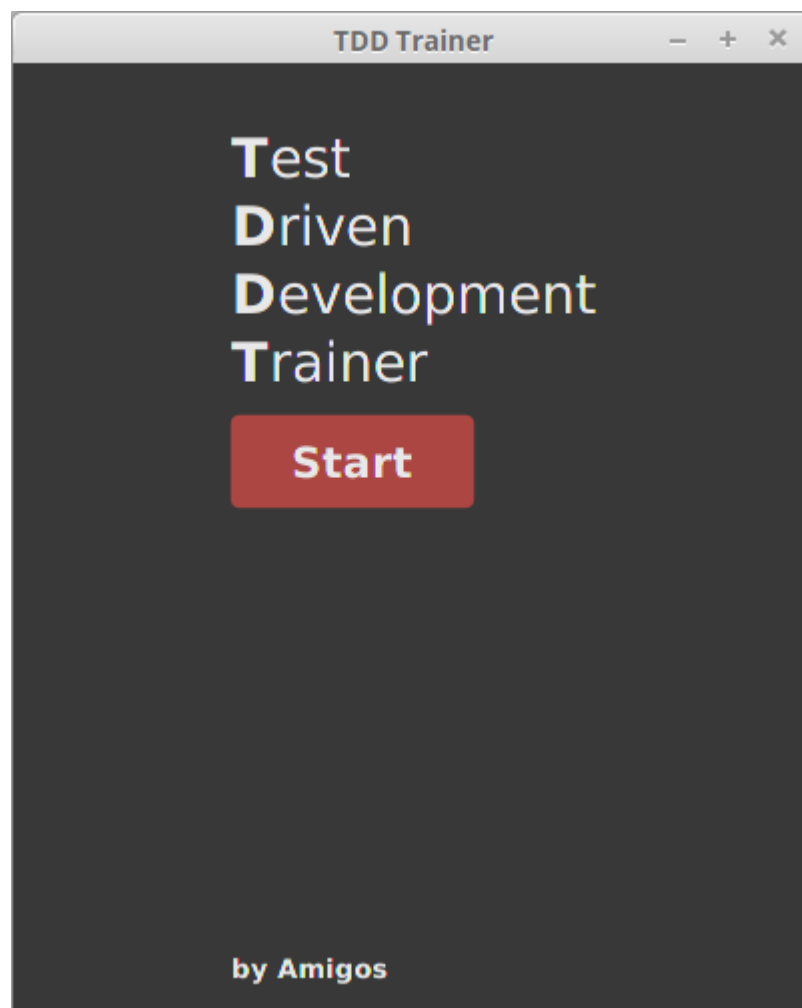 TDD Trainer
Test
Driven
Development
Trainer
Start
by Amigos